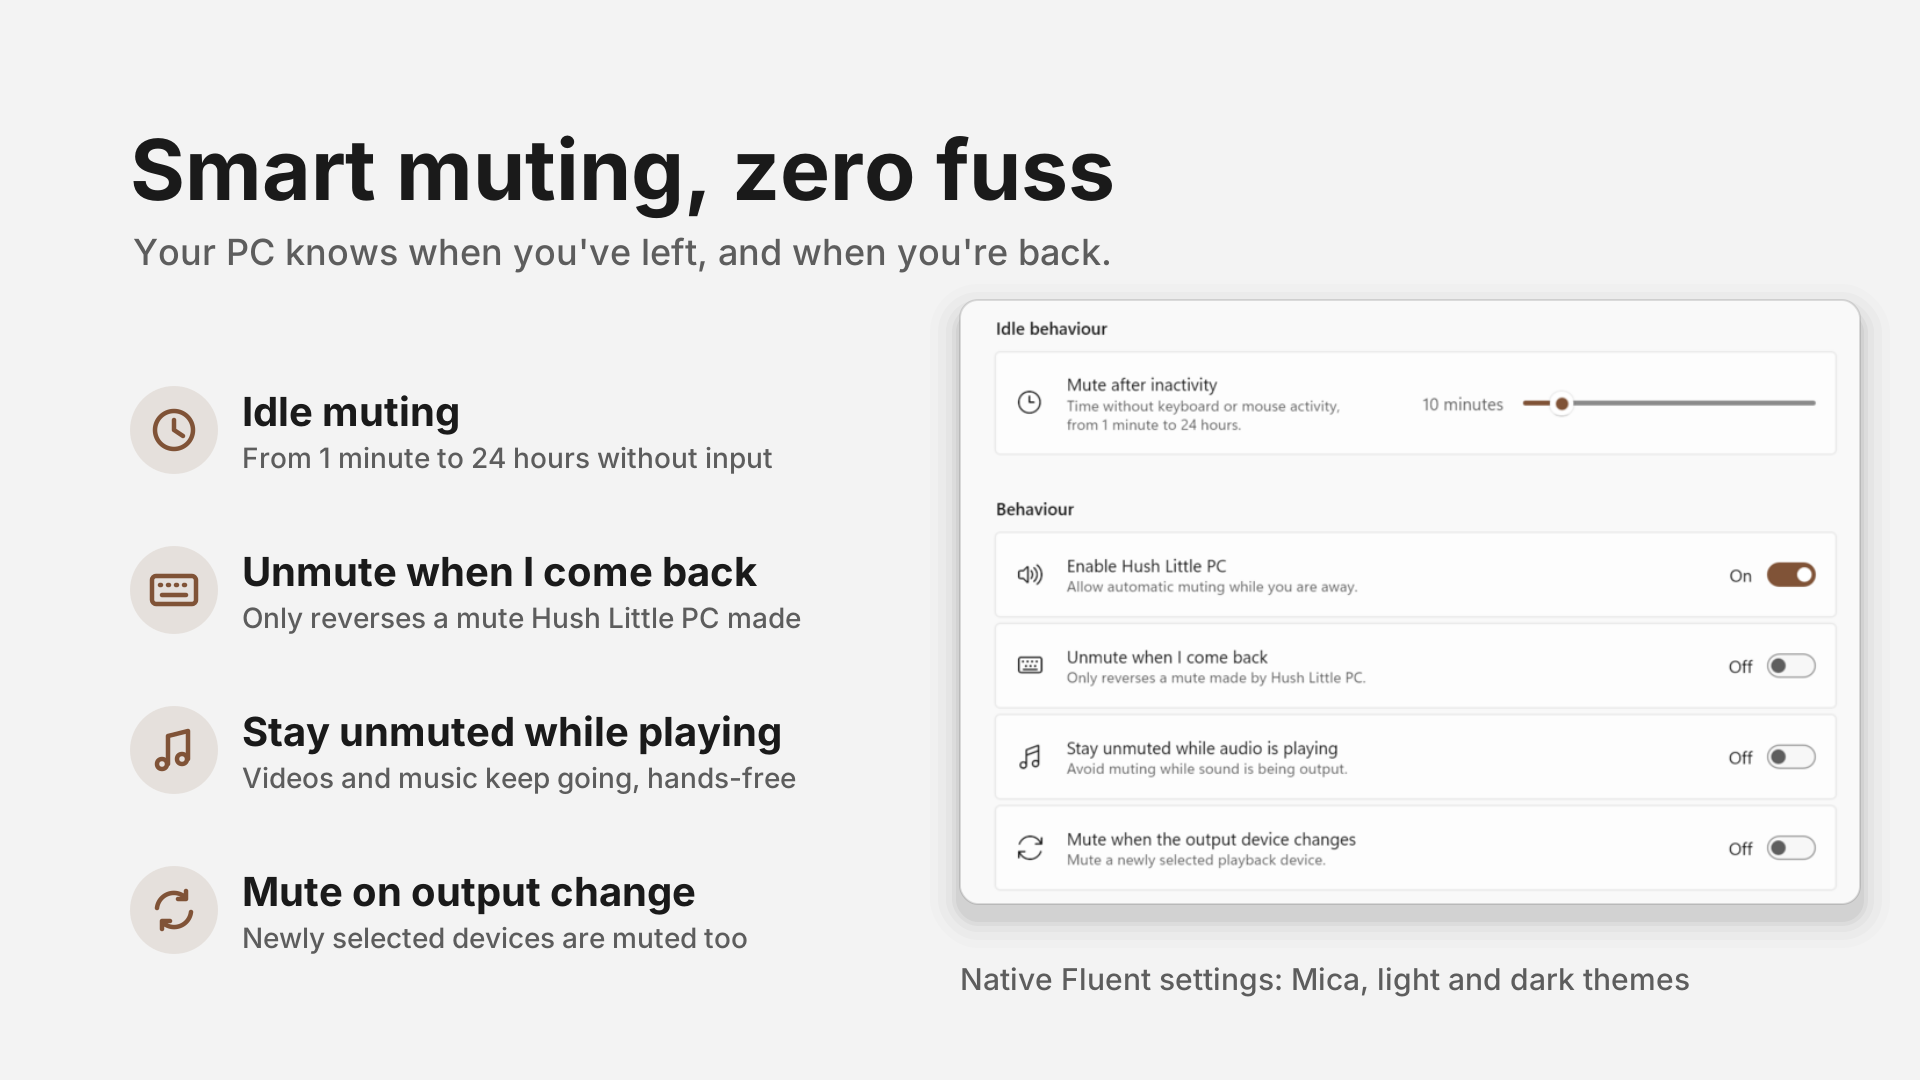 Smart muting, zero fuss
Your PC knows when you've left, and when you're back.
Idle muting
From 1 minute to 24 hours without input
Unmute when I come back
Only reverses a mute Hush Little PC made
Stay unmuted while playing
Videos and music keep going, hands-free
Mute on output change
Newly selected devices are muted too
Idle behaviour
Mute after inactivity
Time without keyboard or mouse activity,
from 1 minute to 24 hours.
10 minutes
Behaviour
Enable Hush Little PC
Allow automatic muting while you are away.
On
Unmute when I come back
Only reverses a mute made by Hush Little PC.
Off
Stay unmuted while audio is playing
Avoid muting while sound is being output.
Off
Mute when the output device changes
Mute a newly selected playback device.
Off
Native Fluent settings: Mica, light and dark themes